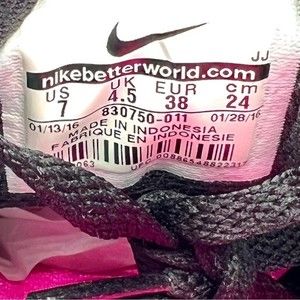 JJ
nikebetterworld.com
US UK EUR cm
7 4.5 38 24
830750-011
01/13/16 01/28/16
MADE IN INDONESIA
FABRIQUÉ EN INDONESIE